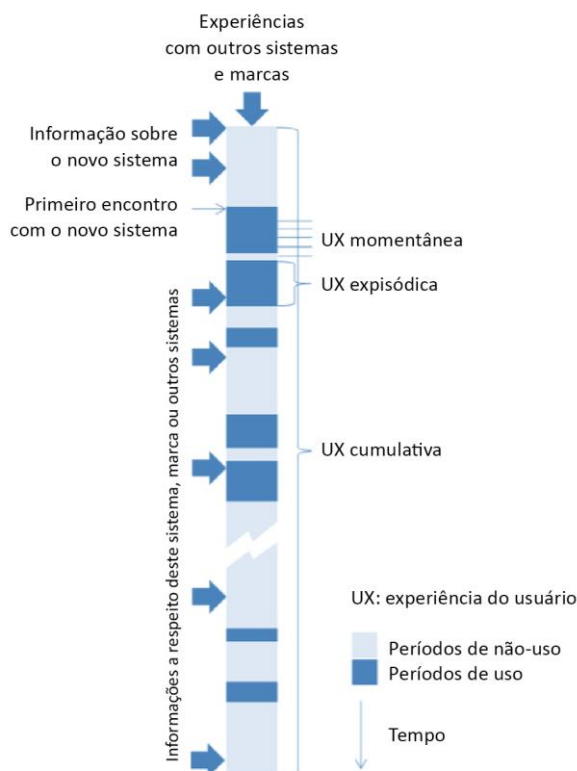 Experiências
com outros sistemas
e marcas
Informação sobre
o novo sistema
Primeiro encontro
com o novo sistema
UX momentânea
UX expisódica
Informações a respeito deste sistema, marca ou outros sistemas
UX cumulativa
UX: experiência do usuário
Períodos de não-uso
Períodos de uso
Tempo